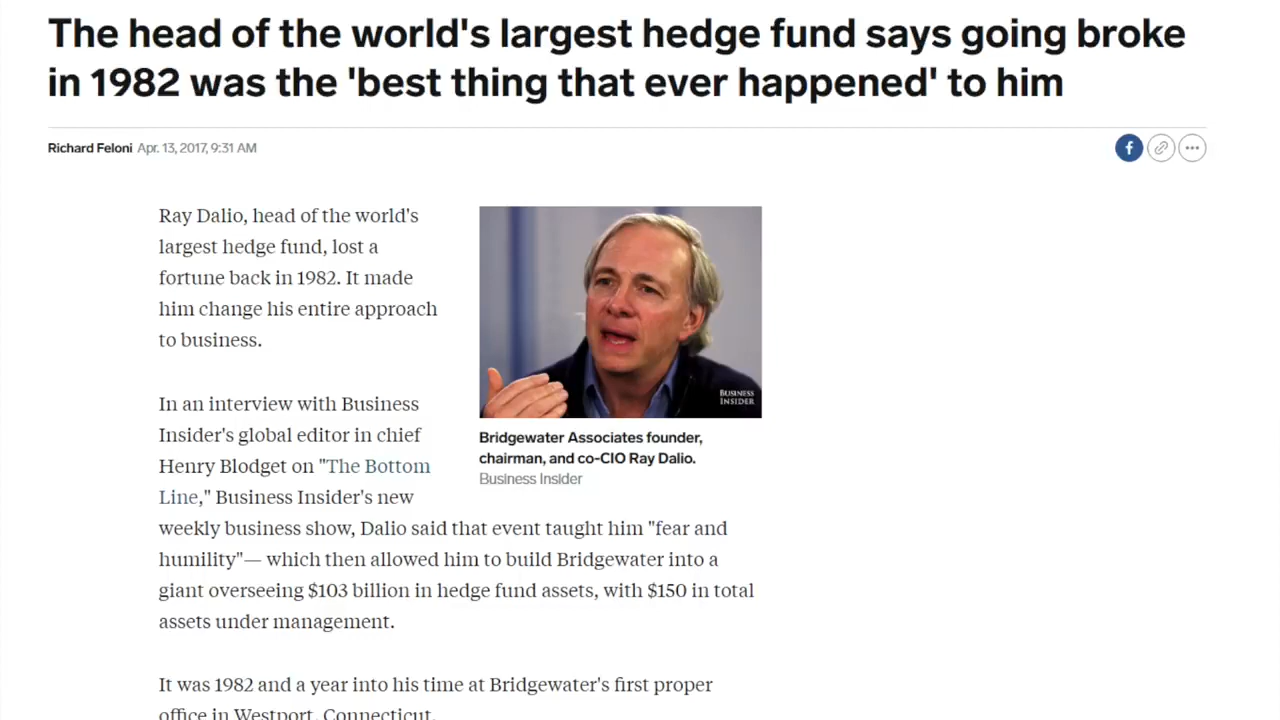 The head of the world's largest hedge fund says going broke
in 1982 was the 'best thing that ever happened' to him
Richard Feloni Apr. 13, 2017, 9:31 AM
f
Ray Dalio, head of the world's
largest hedge fund, lost a
fortune back in 1982. It made
him change his entire approach
to business.
BUSINESS
INSIDER
Bridgewater Associates founder,
chairman, and co-CIO Ray Dalio.
Business Insider
In an interview with Business
Insider's global editor in chief
Henry Blodget on "The Bottom
Line," Business Insider's new
weekly business show, Dalio said that event taught him "fear and
humility"— which then allowed him to build Bridgewater into a
giant overseeing $103 billion in hedge fund assets, with $150 in total
assets under management.
It was 1982 and a year into his time at Bridgewater's first proper
office in Westport, Connecticut.